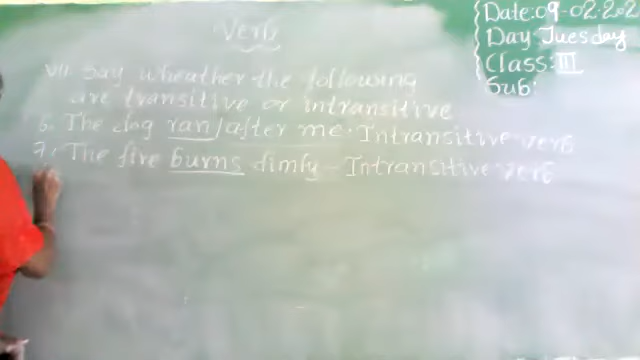 Date:09-02-202
Day:Tuesday
Class:III
Sub:
Verb
VII. Say wheather the following
are transitive or intransitive
6. The dog ran/after me. Intransitive verb
7. The fire burns dimly - Intransitive verb